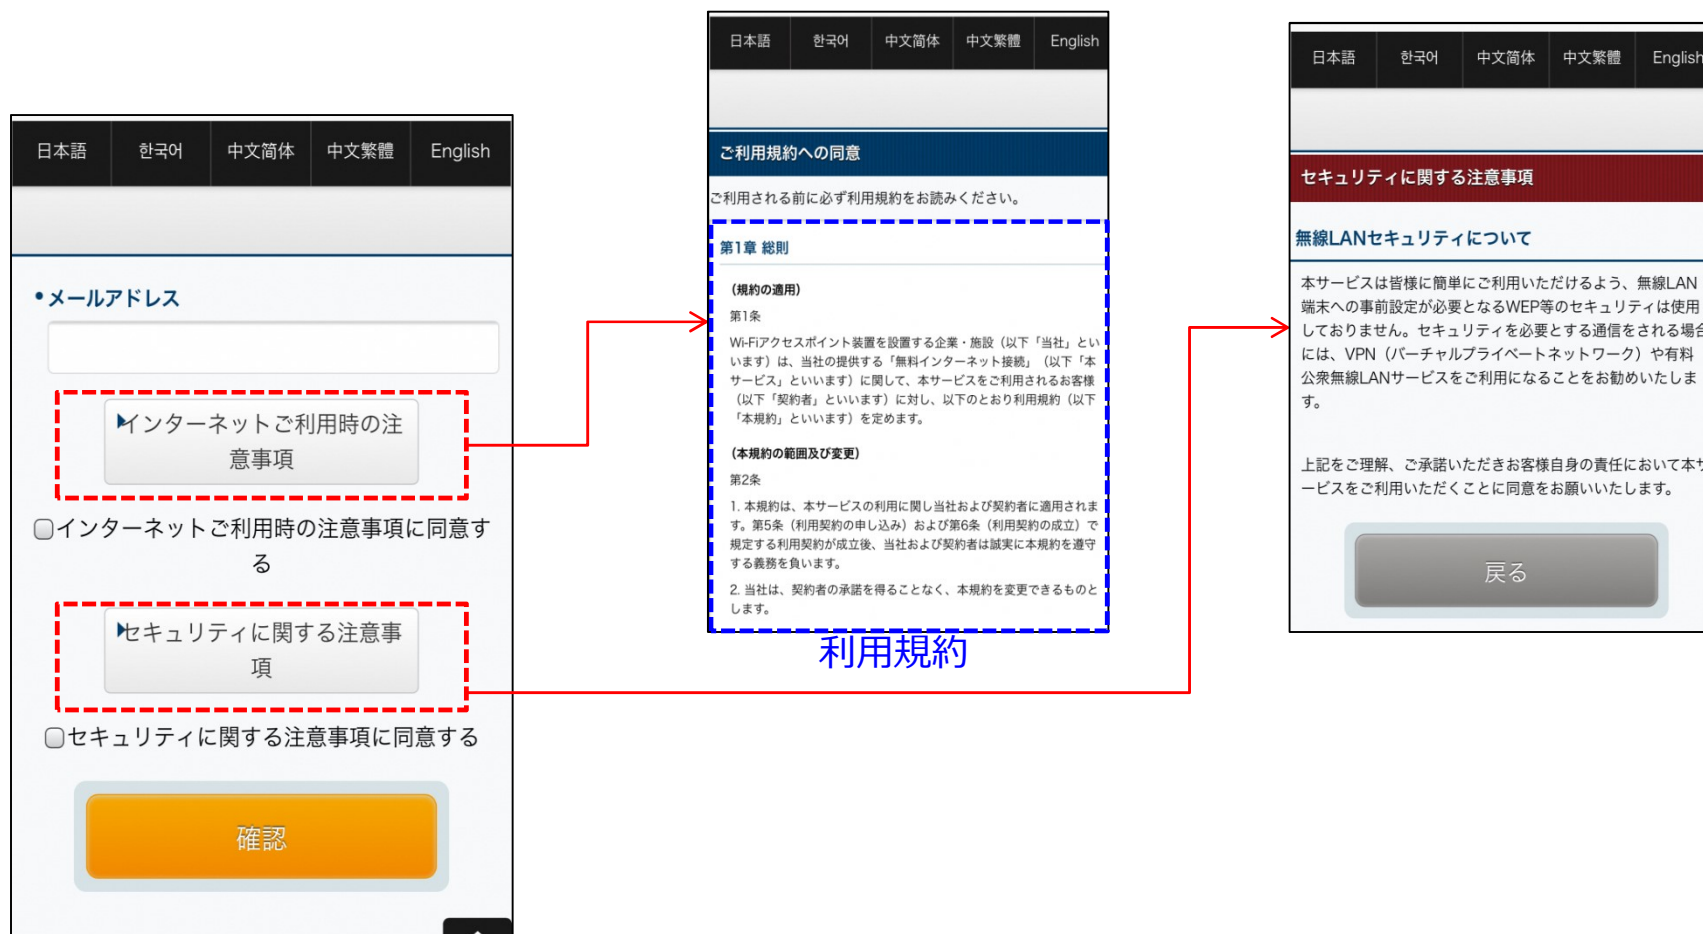 日本語 한국어 中文简体 中文繁體 English
•メールアドレス
インターネットご利用時の注
意事項
インターネットご利用時の注意事項に同意す
る
セキュリティに関する注意事
項
セキュリティに関する注意事項に同意する
確認
日本語 한국어 中文简体 中文繁體 English
ご利用規約への同意
ご利用される前に必ず利用規約をお読みください。
第1章 総則
(規約の適用)
第1条
Wi-Fiアクセスポイント装置を設置する企業・施設（以下「当社」とい
います）は、当社の提供する「無料インターネット接続」（以下「本
サービス」といいます）に関して、本サービスをご利用されるお客様
（以下「契約者」といいます）に対し、以下のとおり利用規約（以下
「本規約」といいます）を定めます。
(本規約の範囲及び変更)
第2条
1. 本規約は、本サービスの利用に関し当社および契約者に適用されま
す。第5条（利用契約の申し込み）および第6条（利用契約の成立）で
規定する利用契約が成立後、当社および契約者は誠実に本規約を遵守
する義務を負います。
2. 当社は、契約者の承諾を得ることなく、本規約を変更できるものと
します。
利用規約
日本語 한국어 中文简体 中文繁體 English
セキュリティに関する注意事項
無線LANセキュリティについて
本サービスは皆様に簡単にご利用いただけるよう、無線LAN
端末への事前設定が必要となるWEP等のセキュリティは使用
しておりません。セキュリティを必要とする通信をされる場合
には、VPN（バーチャルプライベートネットワーク）や有料
公衆無線LANサービスをご利用になることをお勧めいたしま
す。
上記をご理解、ご承諾いただきお客様自身の責任において本サ
ービスをご利用いただくことに同意をお願いいたします。
戻る